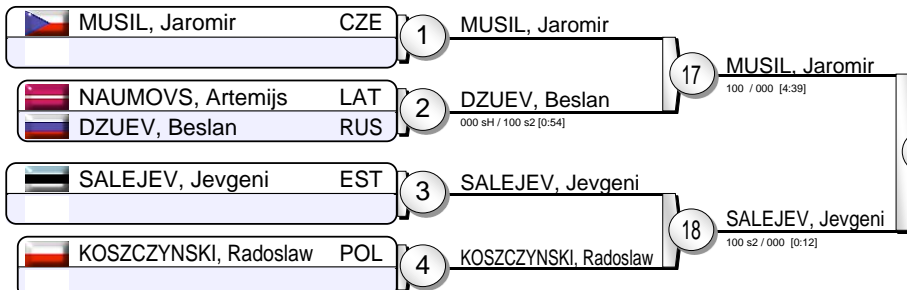 MUSIL, Jaromir CZE
1
MUSIL, Jaromir
NAUMOVS, Artemijs LAT
DZUEV, Beslan RUS
2
DZUEV, Beslan
000 sH / 100 s2 [0:54]
17
MUSIL, Jaromir
100 / 000 [4:39]
SALEJEV, Jevgeni EST
3
SALEJEV, Jevgeni
KOSZCZYNSKI, Radoslaw POL
4
KOSZCZYNSKI, Radoslaw
18
SALEJEV, Jevgeni
100 s2 / 000 [0:12]